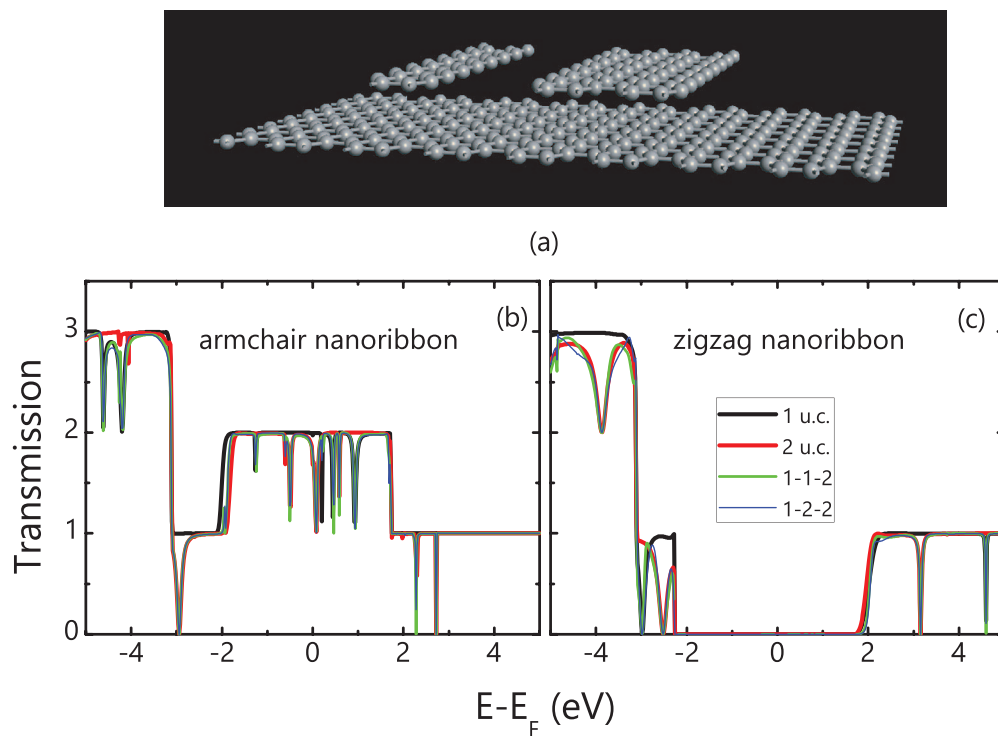 (a)
(b)
(c)
armchair nanoribbon
zigzag nanoribbon
1 u.c.
2 u.c.
1-1-2
1-2-2
Transmission
3
2
1
0
-4
-2
0
2
4
-4
-2
0
2
4
E-E_F (eV)